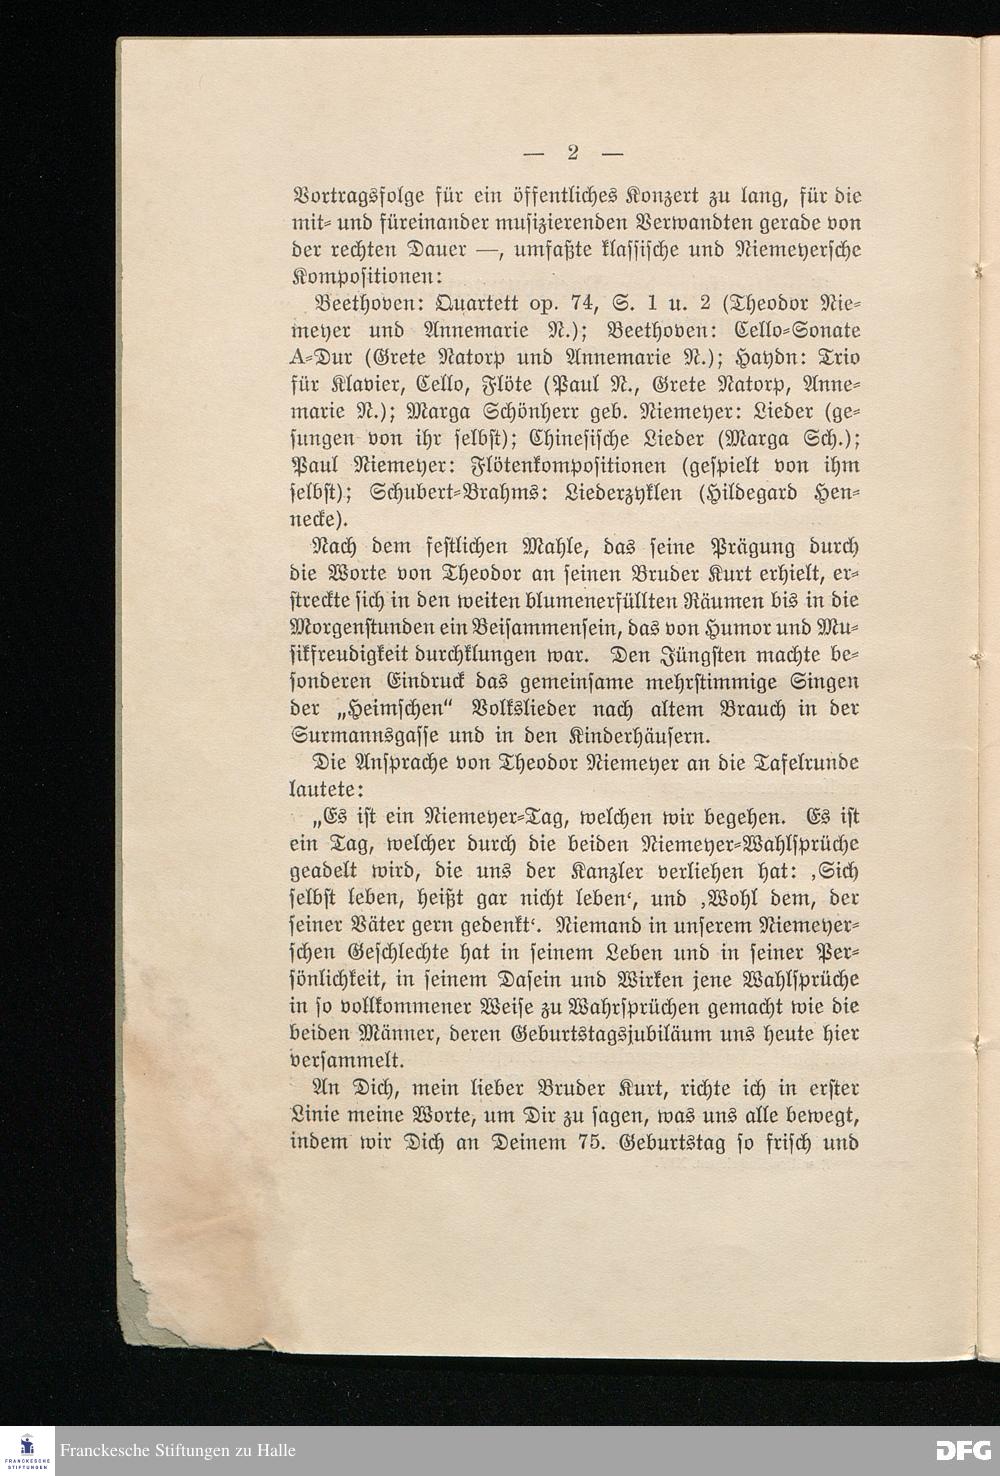 — 2 —
Vortragsfolge für ein öffentliches Konzert zu lang, für die
mit- und füreinander musizierenden Verwandten gerade von
der rechten Dauer —, umfaßte klassische und Niemeyersche
Kompositionen:
Beethoven: Quartett op. 74, S. 1 u. 2 (Theodor Nie-
meyer und Annemarie N.); Beethoven: Cello-Sonate
A-Dur (Grete Natorp und Annemarie N.); Haydn: Trio
für Klavier, Cello, Flöte (Paul N., Grete Natorp, Anne-
marie N.); Marga Schönherr geb. Niemeyer: Lieder (ge-
sungen von ihr selbst); Chinesische Lieder (Marga Sch.);
Paul Niemeyer: Flötenkompositionen (gespielt von ihm
selbst); Schubert-Brahms: Liederzyklen (Hildegard Hen-
necke).
Nach dem festlichen Mahle, das seine Prägung durch
die Worte von Theodor an seinen Bruder Kurt erhielt, er-
streckte sich in den weiten blumenerfüllten Räumen bis in die
Morgenstunden ein Beisammensein, das von Humor und Mu-
sikfreudigkeit durchklungen war. Den Jüngsten machte be-
sonderen Eindruck das gemeinsame mehrstimmige Singen
der „Heimschen“ Volkslieder nach altem Brauch in der
Surmannsgasse und in den Kinderhäusern.
Die Ansprache von Theodor Niemeyer an die Tafelrunde
lautete:
„Es ist ein Niemeyer-Tag, welchen wir begehen. Es ist
ein Tag, welcher durch die beiden Niemeyer-Wahlsprüche
geadelt wird, die uns der Kanzler verliehen hat: ‚Sich
selbst leben, heißt gar nicht leben‘, und ‚Wohl dem, der
seiner Väter gern gedenkt‘. Niemand in unserem Niemeyer-
schen Geschlechte hat in seinem Leben und in seiner Per-
sönlichkeit, in seinem Dasein und Wirken jene Wahlsprüche
in so vollkommener Weise zu Wahrsprüchen gemacht wie die
beiden Männer, deren Geburtstagsjubiläum uns heute hier
versammelt.
An Dich, mein lieber Bruder Kurt, richte ich in erster
Linie meine Worte, um Dir zu sagen, was uns alle bewegt,
indem wir Dich an Deinem 75. Geburtstag so frisch und
FRANCKESCHE
STIFTUNGEN
Franckesche Stiftungen zu Halle
DFG